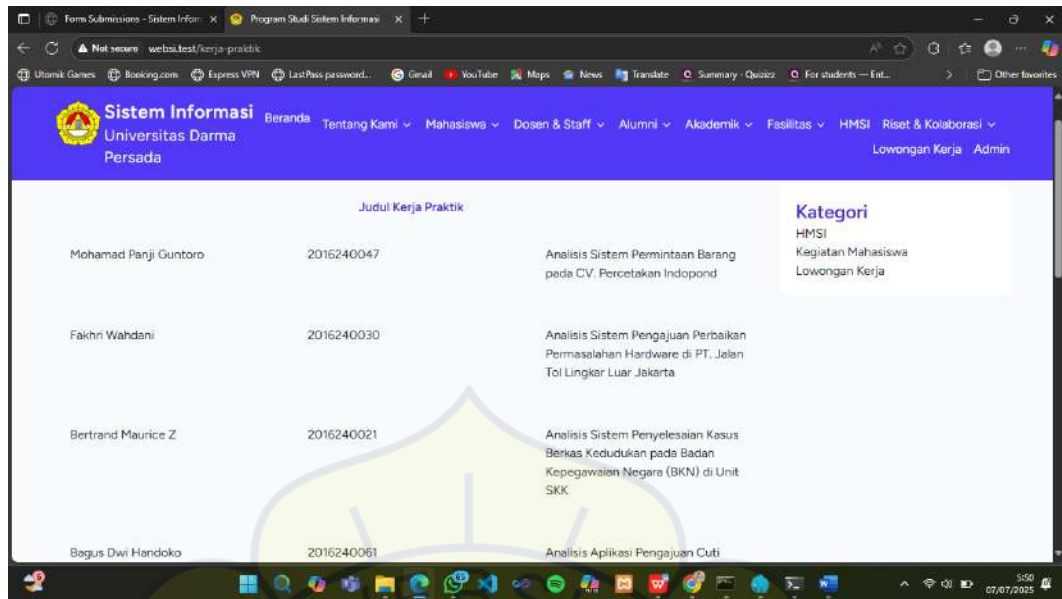 Form Submissions - Sistem Infor
Program Studi Sistem Informasi
Not secure websi.test/kerja-praktik
Utomik Games Booking.com Express VPN LastPass password... Gmail YouTube Maps News Translate Summary - Quizizz For students — Ent... Other favorites
Sistem Informasi
Universitas Darma
Persada
Beranda Tentang Kami Mahasiswa Dosen & Staff Alumni Akademik Fasilitas HMSI Riset & Kolaborasi
Lowongan Kerja Admin
Judul Kerja Praktik
Mohamad Panji Guntoro 2016240047 Analisis Sistem Permintaan Barang
pada CV. Percetakan Indopond
Fakhri Wahdani 2016240030 Analisis Sistem Pengajuan Perbaikan
Permasalahan Hardware di PT. Jalan
Tol Lingkar Luar Jakarta
Bertrand Maurice Z 2016240021 Analisis Sistem Penyelesaian Kasus
Berkas Kedudukan pada Badan
Kepegawaian Negara (BKN) di Unit
SKK
Bagus Dwi Handoko 2016240061 Analisis Aplikasi Pengajuan Cuti
Kategori
HMSI
Kegiatan Mahasiswa
Lowongan Kerja
5:50
07/07/2025